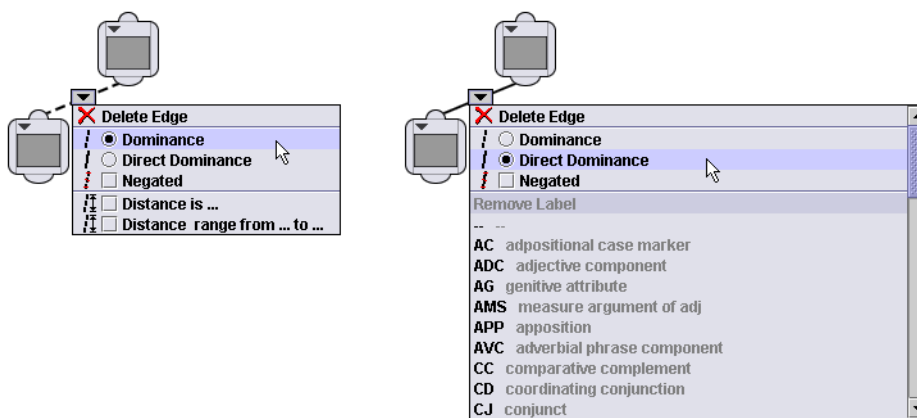 Delete Edge
Dominance
Direct Dominance
Negated
Distance is ...
Distance range from ... to ...
Delete Edge
Dominance
Direct Dominance
Negated
Remove Label
-- --
AC adpositional case marker
ADC adjective component
AG genitive attribute
AMS measure argument of adj
APP apposition
AVC adverbial phrase component
CC comparative complement
CD coordinating conjunction
CJ conjunct